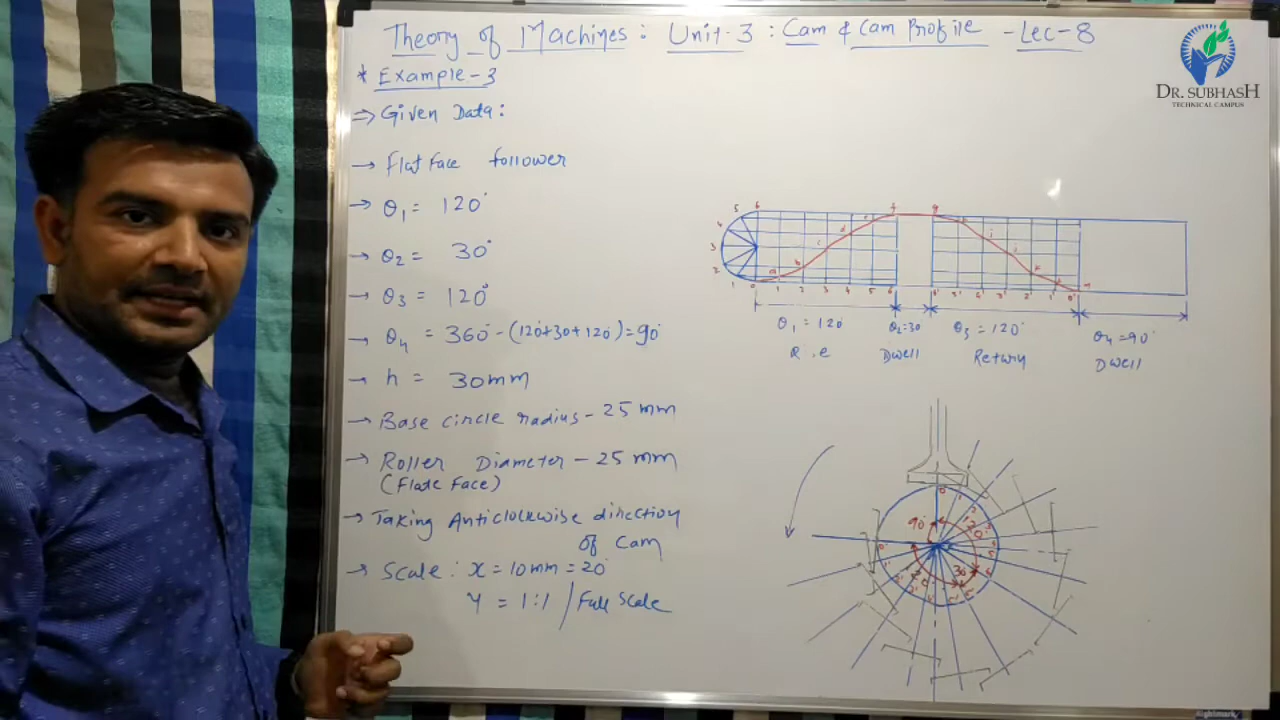 Theory of Machines: Unit-3: Cam & Cam Profile - Lec-8
DR. SUBHASH
TECHNICAL CAMPUS
* Example-3
⇒ Given Data:
→ Flat face follower
→ θ1 = 120°
→ θ2 = 30°
→ θ3 = 120°
→ θ4 = 360° - (120+30+120°) = 90°
→ h = 30mm
→ Base circle radius - 25 mm
→ Roller Diameter - 25 mm
(Flate Face)
→ Taking Anticlockwise direction
of Cam
→ Scale: x = 10mm = 20°
Y = 1:1 / Full Scale
θ1 = 120 θ2=30 θ3 = 120° θ4 = 90°
Dwell Return Dwell
90° 120°
30°